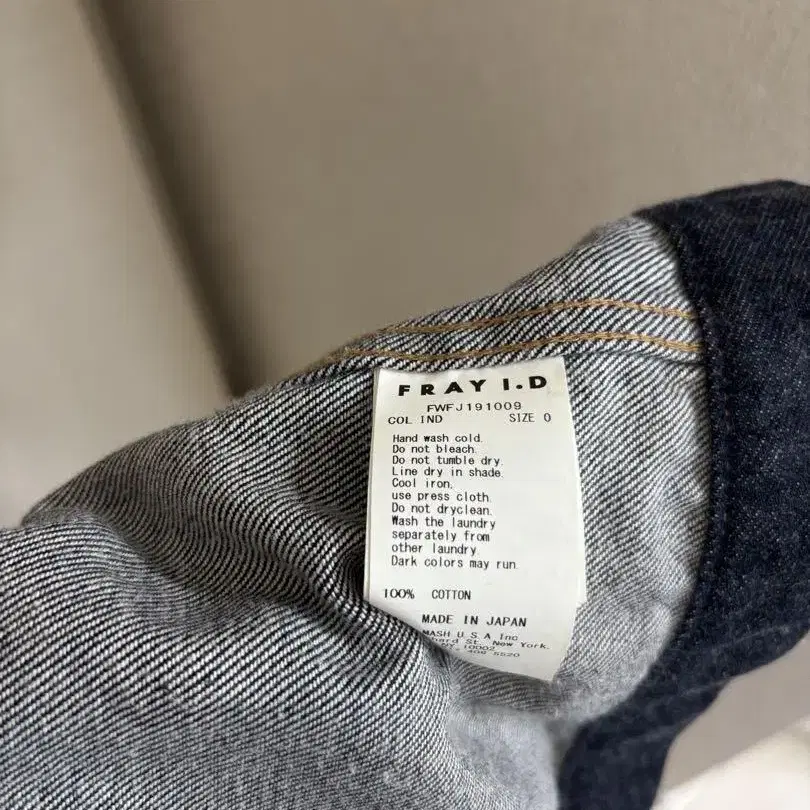 FRAY I.D
FWFJ191009
COL IND SIZE 0
Hand wash cold.
Do not bleach.
Do not tumble dry.
Line dry in shade.
Cool iron,
use press cloth.
Do not dryclean.
Wash the laundry
separately from
other laundry.
Dark colors may run.
100% COTTON
MADE IN JAPAN
MASH U.S.A Inc
St. New York.
10002
5520